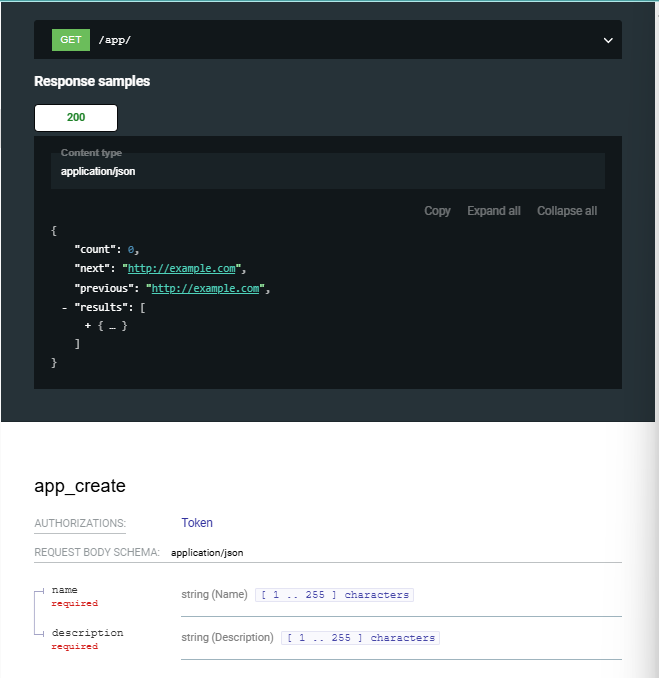 GET /app/
Response samples
200
Content type
application/json
Copy Expand all Collapse all
{
"count": 0,
"next": "http://example.com",
"previous": "http://example.com",
- "results": [
+ { … }
]
}
app_create
AUTHORIZATIONS: Token
REQUEST BODY SCHEMA: application/json
name string (Name) [ 1 .. 255 ] characters
required
description string (Description) [ 1 .. 255 ] characters
required